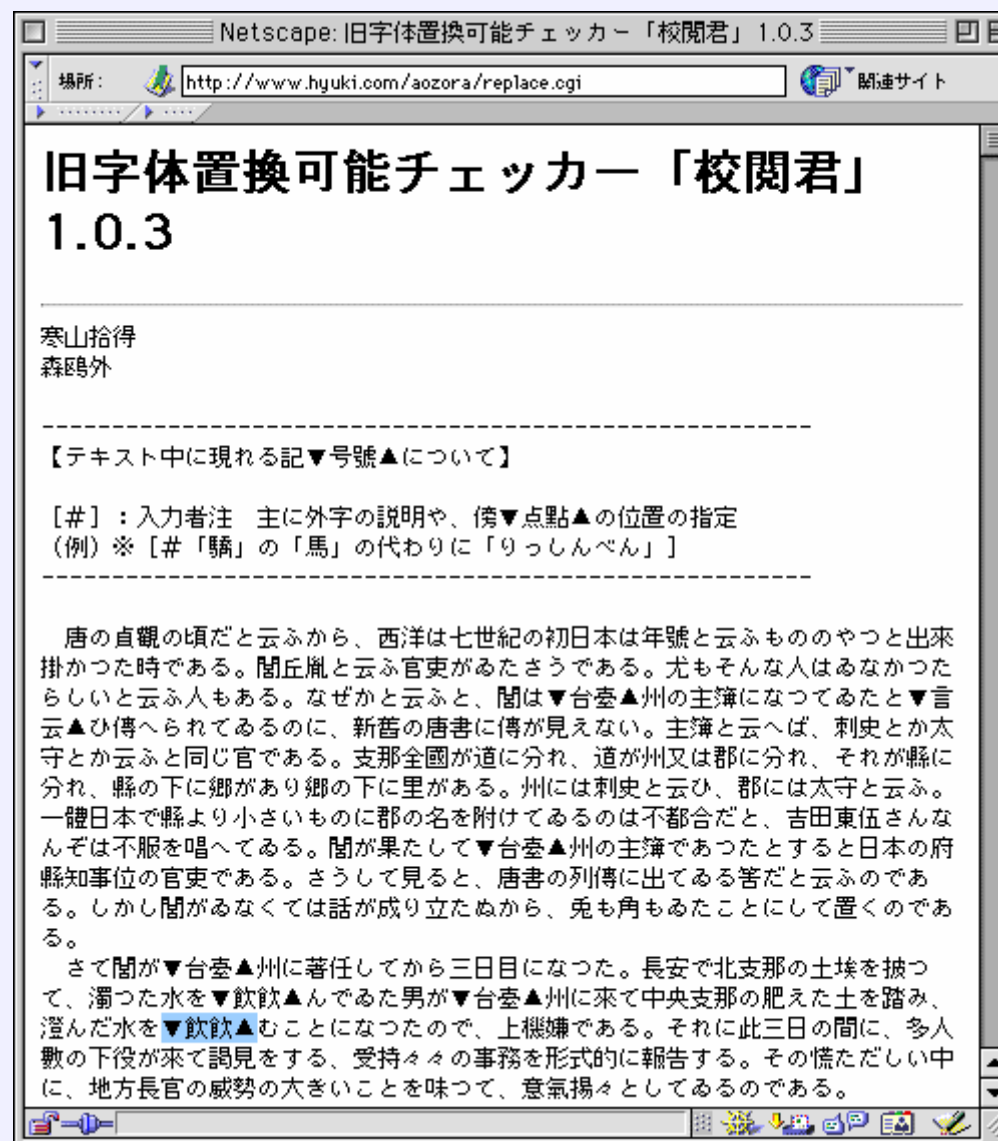 Netscape: 旧字体置換可能チェッカー「校閲君」 1.0.3
場所: http://www.hyuki.com/aozora/replace.cgi 関連サイト
旧字体置換可能チェッカー「校閲君」
1.0.3
寒山拾得
森鴎外
-------------------------------------------------------
【テキスト中に現れる記▼号號▲について】
[#]:入力者注 主に外字の説明や、傍▼点點▲の位置の指定
(例)※[#「驕」の「馬」の代わりに「りっしんべん」]
-------------------------------------------------------
唐の貞觀の頃だと云ふから、西洋は七世紀の初日本は年號と云ふもののやつと出來
掛かつた時である。閭丘胤と云ふ官吏がゐたさうである。尤もそんな人はゐなかつた
らしいと云ふ人もある。なぜかと云ふと、閭は▼台臺▲州の主簿になつてゐたと▼言
云▲ひ傳へられてゐるのに、新舊の唐書に傳が見えない。主簿と云へば、刺史とか太
守とか云ふと同じ官である。支那全國が道に分れ、道が州又は郡に分れ、それが縣に
分れ、縣の下に郷があり郷の下に里がある。州には刺史と云ひ、郡には太守と云ふ。
一體日本で縣より小さいものに郡の名を附けてゐるのは不都合だと、吉田東伍さんな
んぞは不服を唱へてゐる。閭が果たして▼台臺▲州の主簿であつたとすると日本の府
縣知事位の官吏である。さうして見ると、唐書の列傳に出てゐる筈だと云ふのであ
る。しかし閭がゐなくては話が成り立たぬから、兎も角もゐたことにして置くのであ
る。
さて閭が▼台臺▲州に著任してから三日目になつた。長安で北支那の土埃を被つ
て、濁つた水を▼飲飮▲んでゐた男が▼台臺▲州に來て中央支那の肥えた土を踏み、
澄んだ水を▼飲飮▲むことになつたので、上機嫌である。それに此三日の間に、多人
數の下役が來て謁見をする、受持々々の事務を形式的に報告する。その慌ただしい中
に、地方長官の威勢の大きいことを味つて、意氣揚々としてゐるのである。